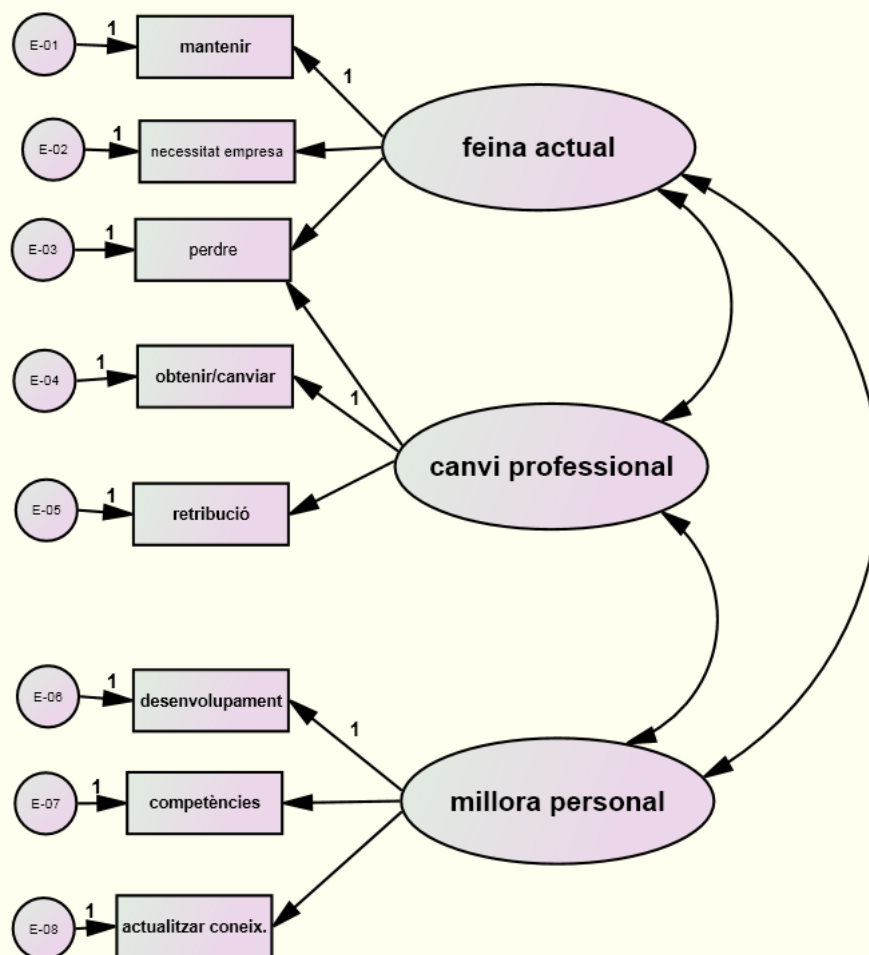 E-01
1
mantenir
1
feina actual
E-02
1
necessitat empresa
E-03
1
perdre
E-04
1
obtenir/canviar
1
canvi professional
E-05
1
retribució
E-06
1
desenvolupament
1
millora personal
E-07
1
competències
E-08
1
actualitzar coneix.